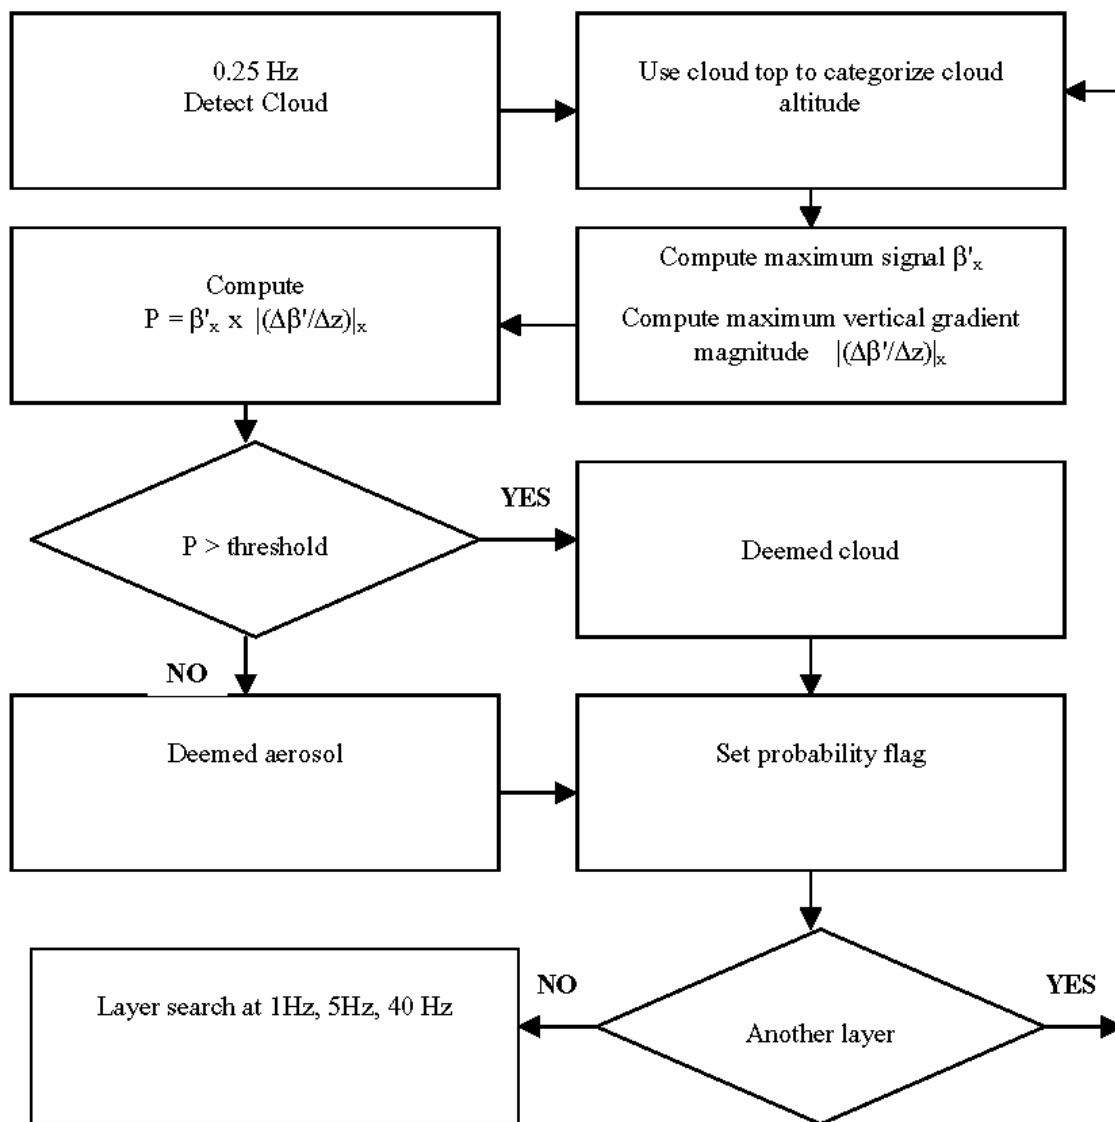 0.25 Hz
Detect Cloud
Use cloud top to categorize cloud
altitude
Compute maximum signal β'ₓ
Compute maximum vertical gradient
magnitude |(Δβ'/Δz)|ₓ
Compute
P = β'ₓ x |(Δβ'/Δz)|ₓ
P > threshold
YES
Deemed cloud
NO
Deemed aerosol
Set probability flag
Another layer
YES
NO
Layer search at 1Hz, 5Hz, 40 Hz